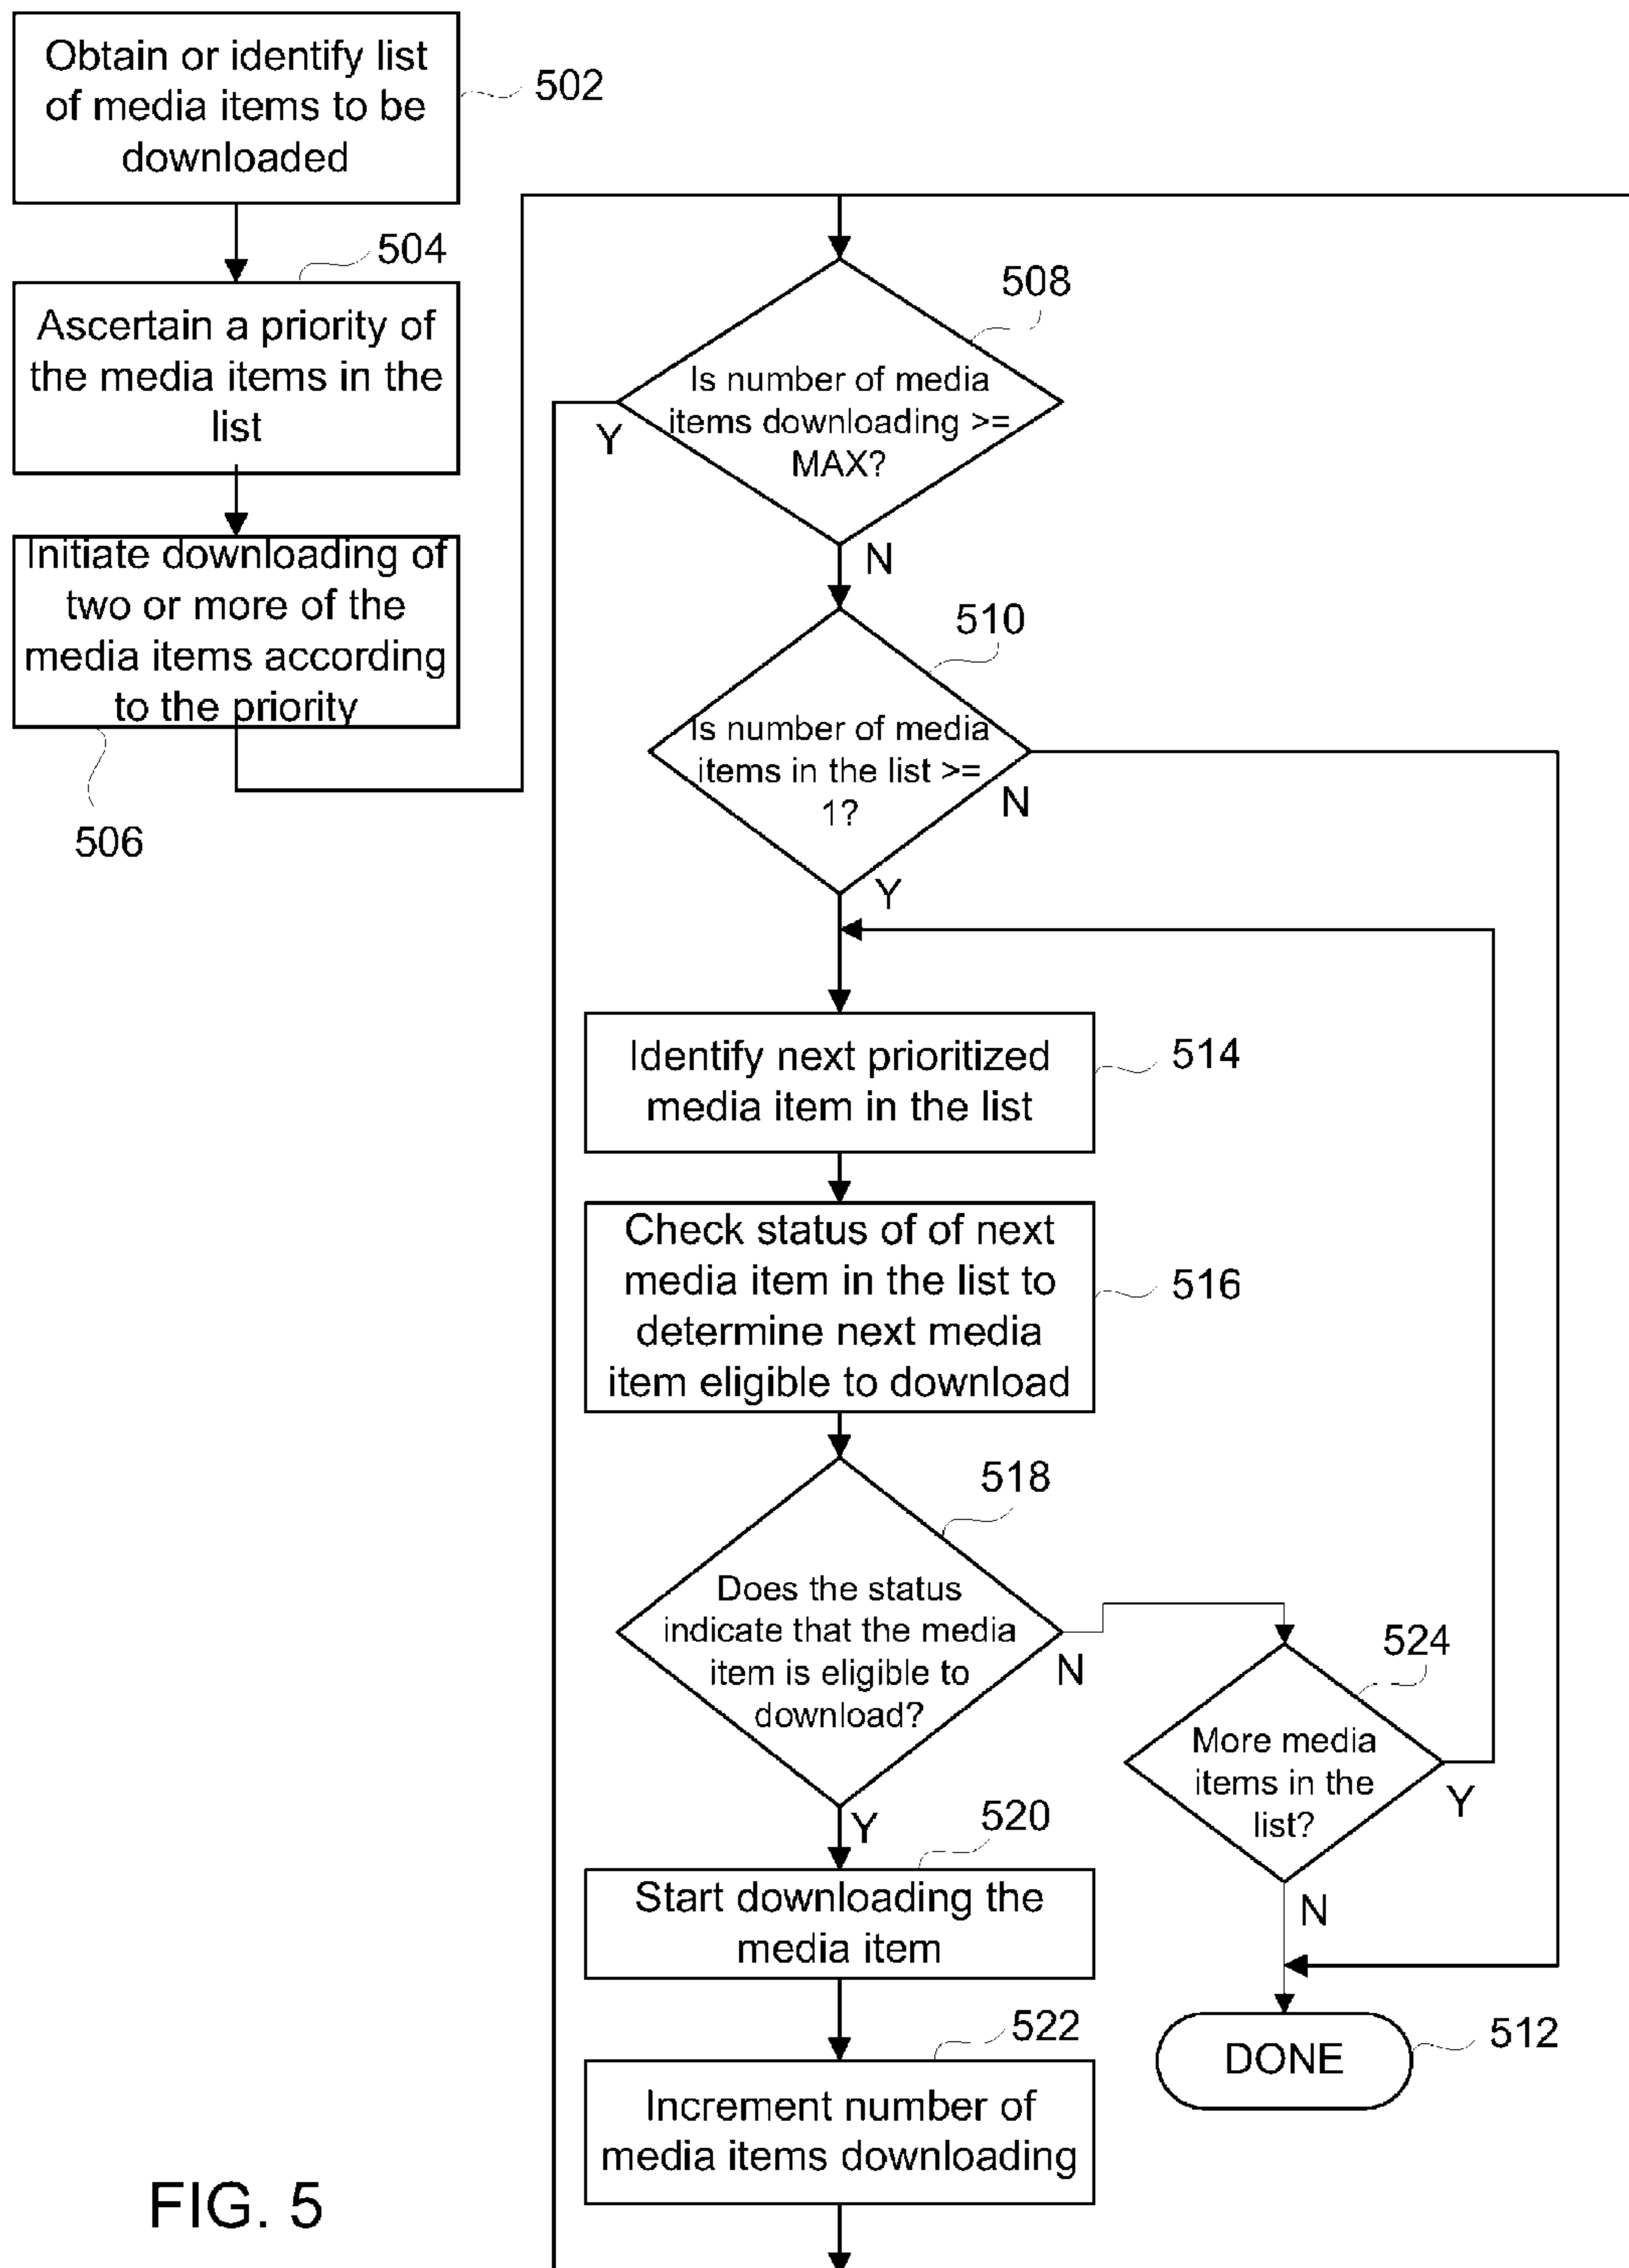 Obtain or identify list
of media items to be
downloaded
502
504
Ascertain a priority of
the media items in the
list
Initiate downloading of
two or more of the
media items according
to the priority
506
508
Is number of media
items downloading >=
MAX?
Y
N
510
Is number of media
items in the list >=
1?
N
Y
Identify next prioritized
media item in the list
514
Check status of of next
media item in the list to
determine next media
item eligible to download
516
518
Does the status
indicate that the media
item is eligible to
download?
N
Y
524
More media
items in the
list?
Y
N
520
Start downloading the
media item
522
Increment number of
media items downloading
DONE
512
FIG. 5